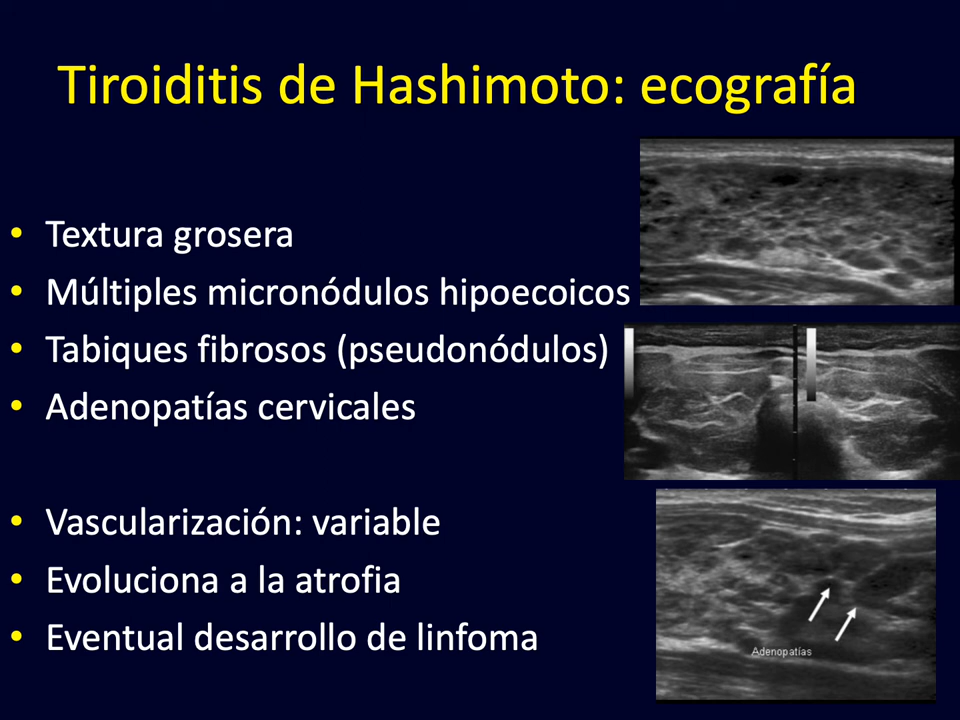 Tiroiditis de Hashimoto: ecografía
• Textura grosera
• Múltiples micronódulos hipoecoicos
• Tabiques fibrosos (pseudonódulos)
• Adenopatías cervicales
• Vascularización: variable
• Evoluciona a la atrofia
• Eventual desarrollo de linfoma
Adenopatías